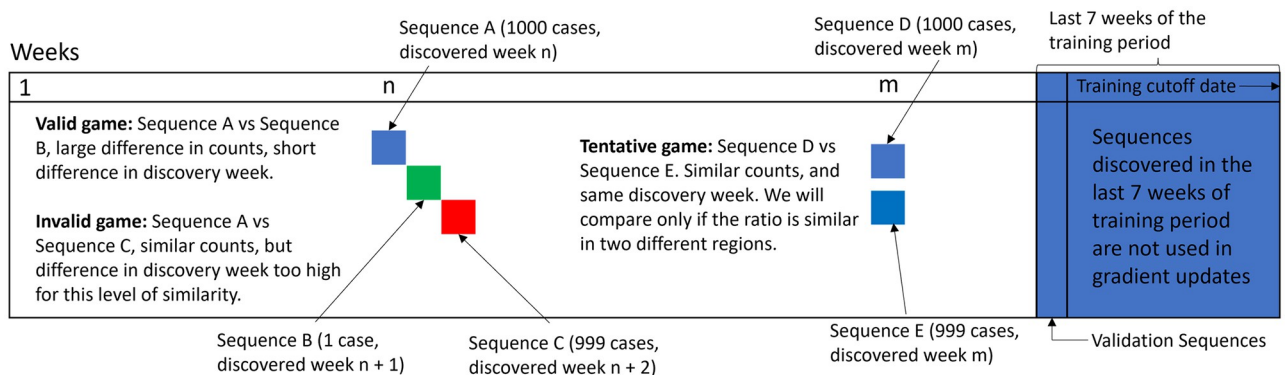 Sequence A (1000 cases,
discovered week n)
Sequence D (1000 cases,
discovered week m)
Last 7 weeks of the
training period
Weeks
1
n
m
Training cutoff date
Valid game: Sequence A vs Sequence
B, large difference in counts, short
difference in discovery week.
Invalid game: Sequence A vs
Sequence C, similar counts, but
difference in discovery week too high
for this level of similarity.
Tentative game: Sequence D vs
Sequence E. Similar counts, and
same discovery week. We will
compare only if the ratio is similar
in two different regions.
Sequences
discovered in the
last 7 weeks of
training period
are not used in
gradient updates
Sequence B (1 case,
discovered week n + 1)
Sequence C (999 cases,
discovered week n + 2)
Sequence E (999 cases,
discovered week m)
Validation Sequences